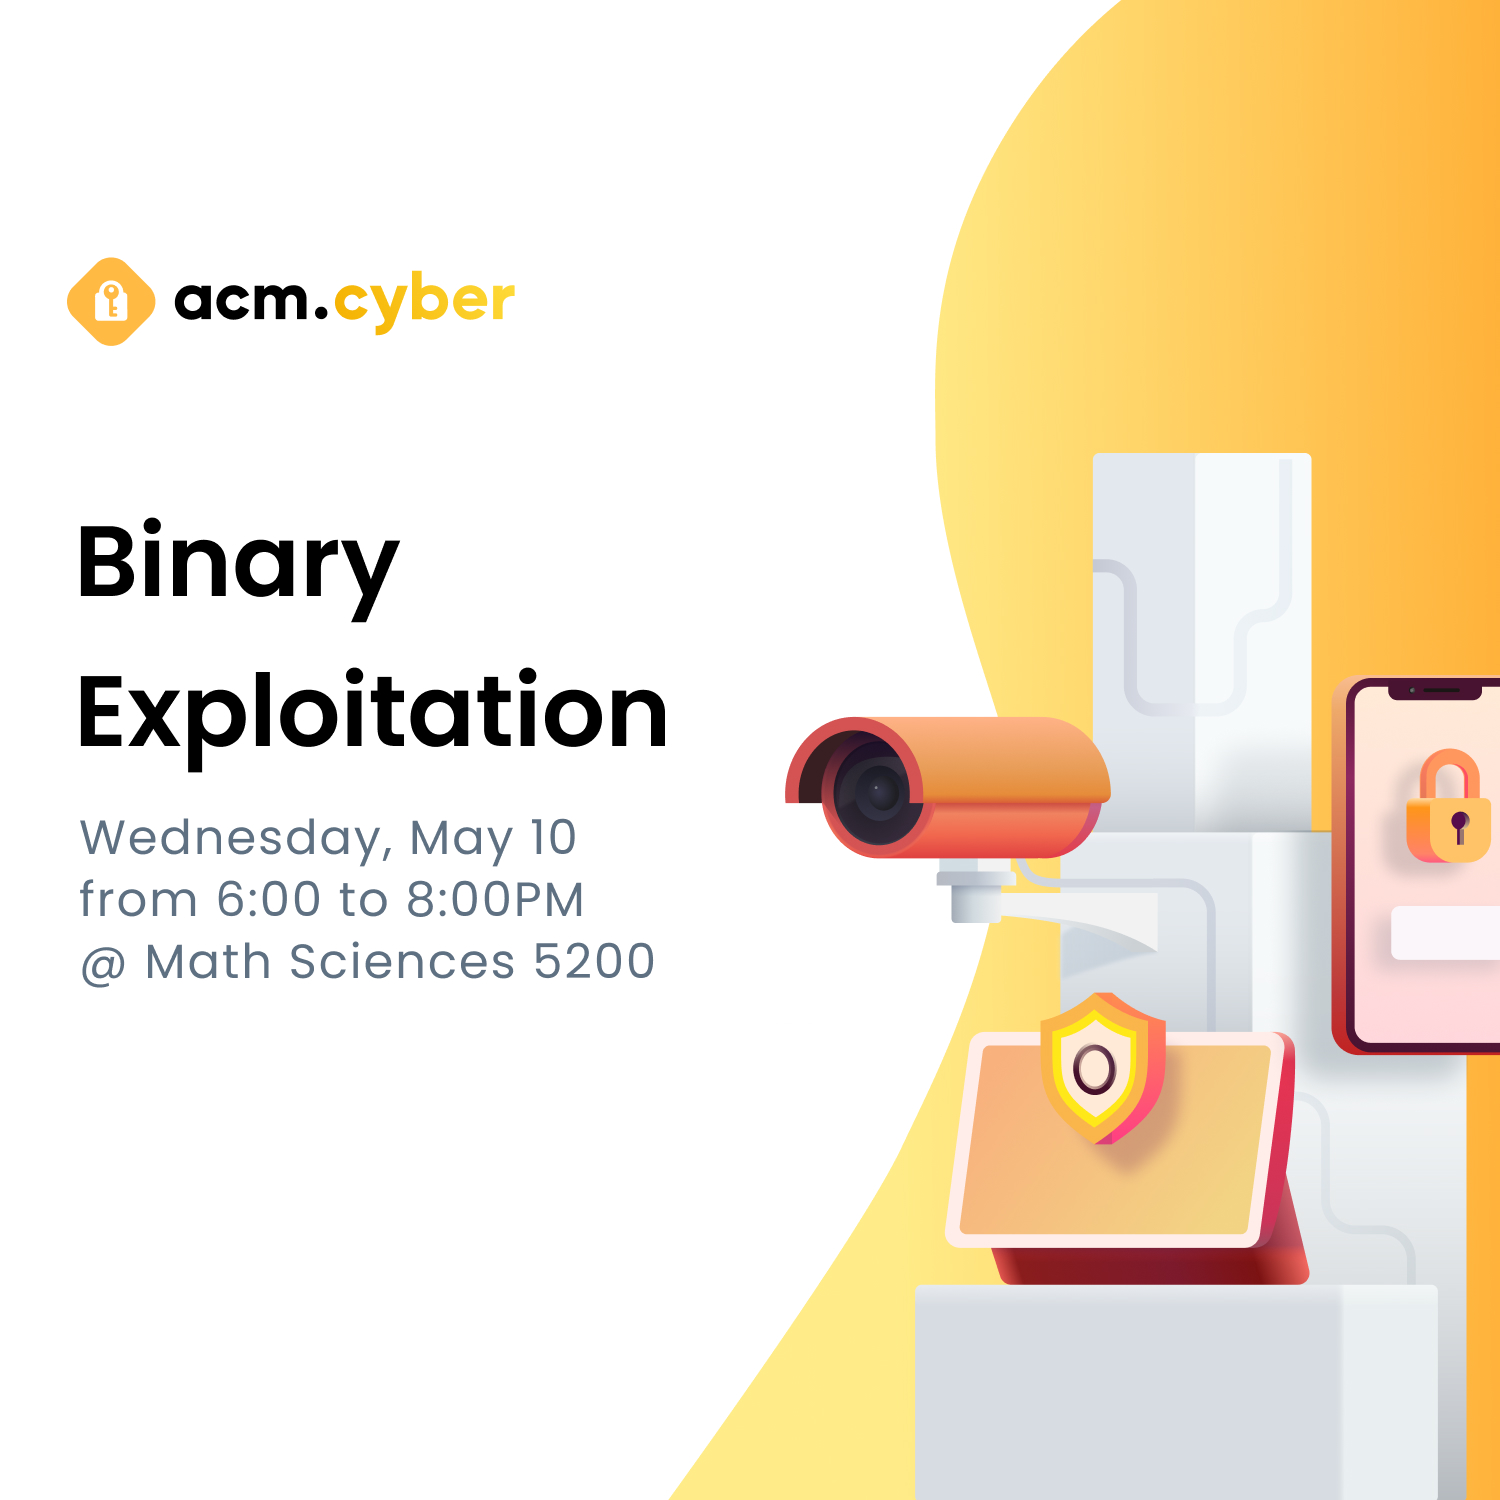 acm.cyber
Binary
Exploitation
Wednesday, May 10
from 6:00 to 8:00PM
@ Math Sciences 5200